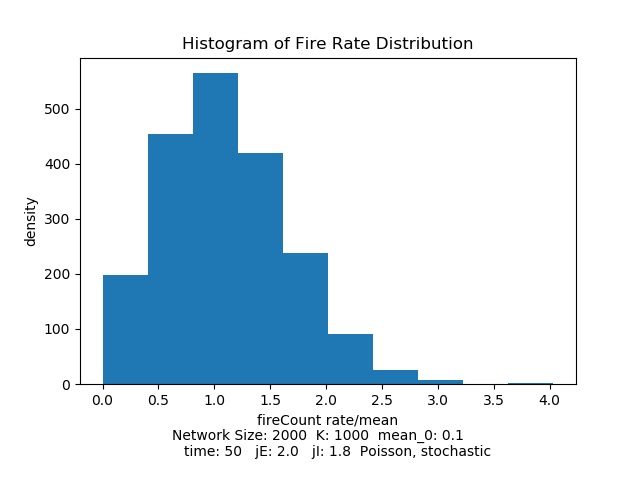 Histogram of Fire Rate Distribution
density
500
400
300
200
100
0
0.0 0.5 1.0 1.5 2.0 2.5 3.0 3.5 4.0
fireCount rate/mean
Network Size: 2000  K: 1000  mean_0: 0.1
time: 50   jE: 2.0   jI: 1.8  Poisson, stochastic